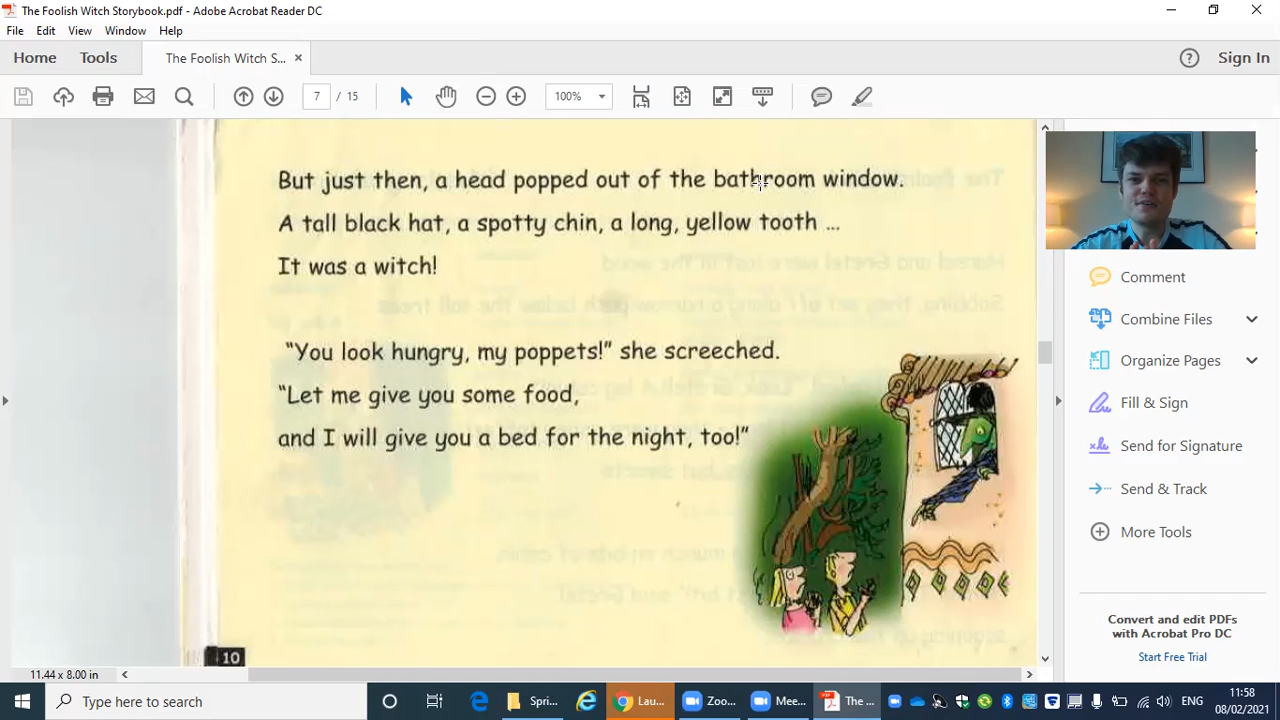 The Foolish Witch Storybook.pdf - Adobe Acrobat Reader DC
File Edit View Window Help
Home Tools The Foolish Witch S... Sign In
7 / 15 100%
But just then, a head popped out of the bathroom window.
A tall black hat, a spotty chin, a long, yellow tooth ...
It was a witch!
“You look hungry, my poppets!” she screeched.
“Let me give you some food,
and I will give you a bed for the night, too!”
10
Comment
Combine Files
Organize Pages
Fill & Sign
Send for Signature
Send & Track
More Tools
Convert and edit PDFs
with Acrobat Pro DC
Start Free Trial
11.44 x 8.00 in
Type here to search
Spri...
Lau...
Zoo...
Mee...
The ...
ENG
11:58
08/02/2021